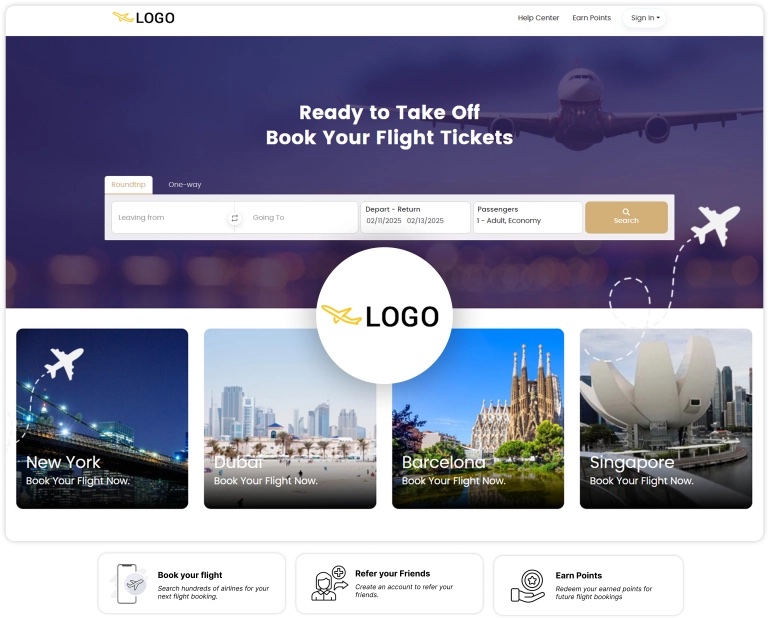 LOGO
Help Center
Earn Points
Sign In
Ready to Take Off
Book Your Flight Tickets
Roundtrip
One-way
Leaving from
Going To
Depart - Return
02/11/2025 02/13/2025
Passengers
1 - Adult, Economy
Search
LOGO
New York
Book Your Flight Now.
Dubai
Book Your Flight Now.
Barcelona
Book Your Flight Now.
Singapore
Book Your Flight Now.
Book your flight
Search hundreds of airlines for your
next flight booking.
Refer your Friends
Create an account to refer your
friends.
Earn Points
Redeem your earned points for
future flight bookings